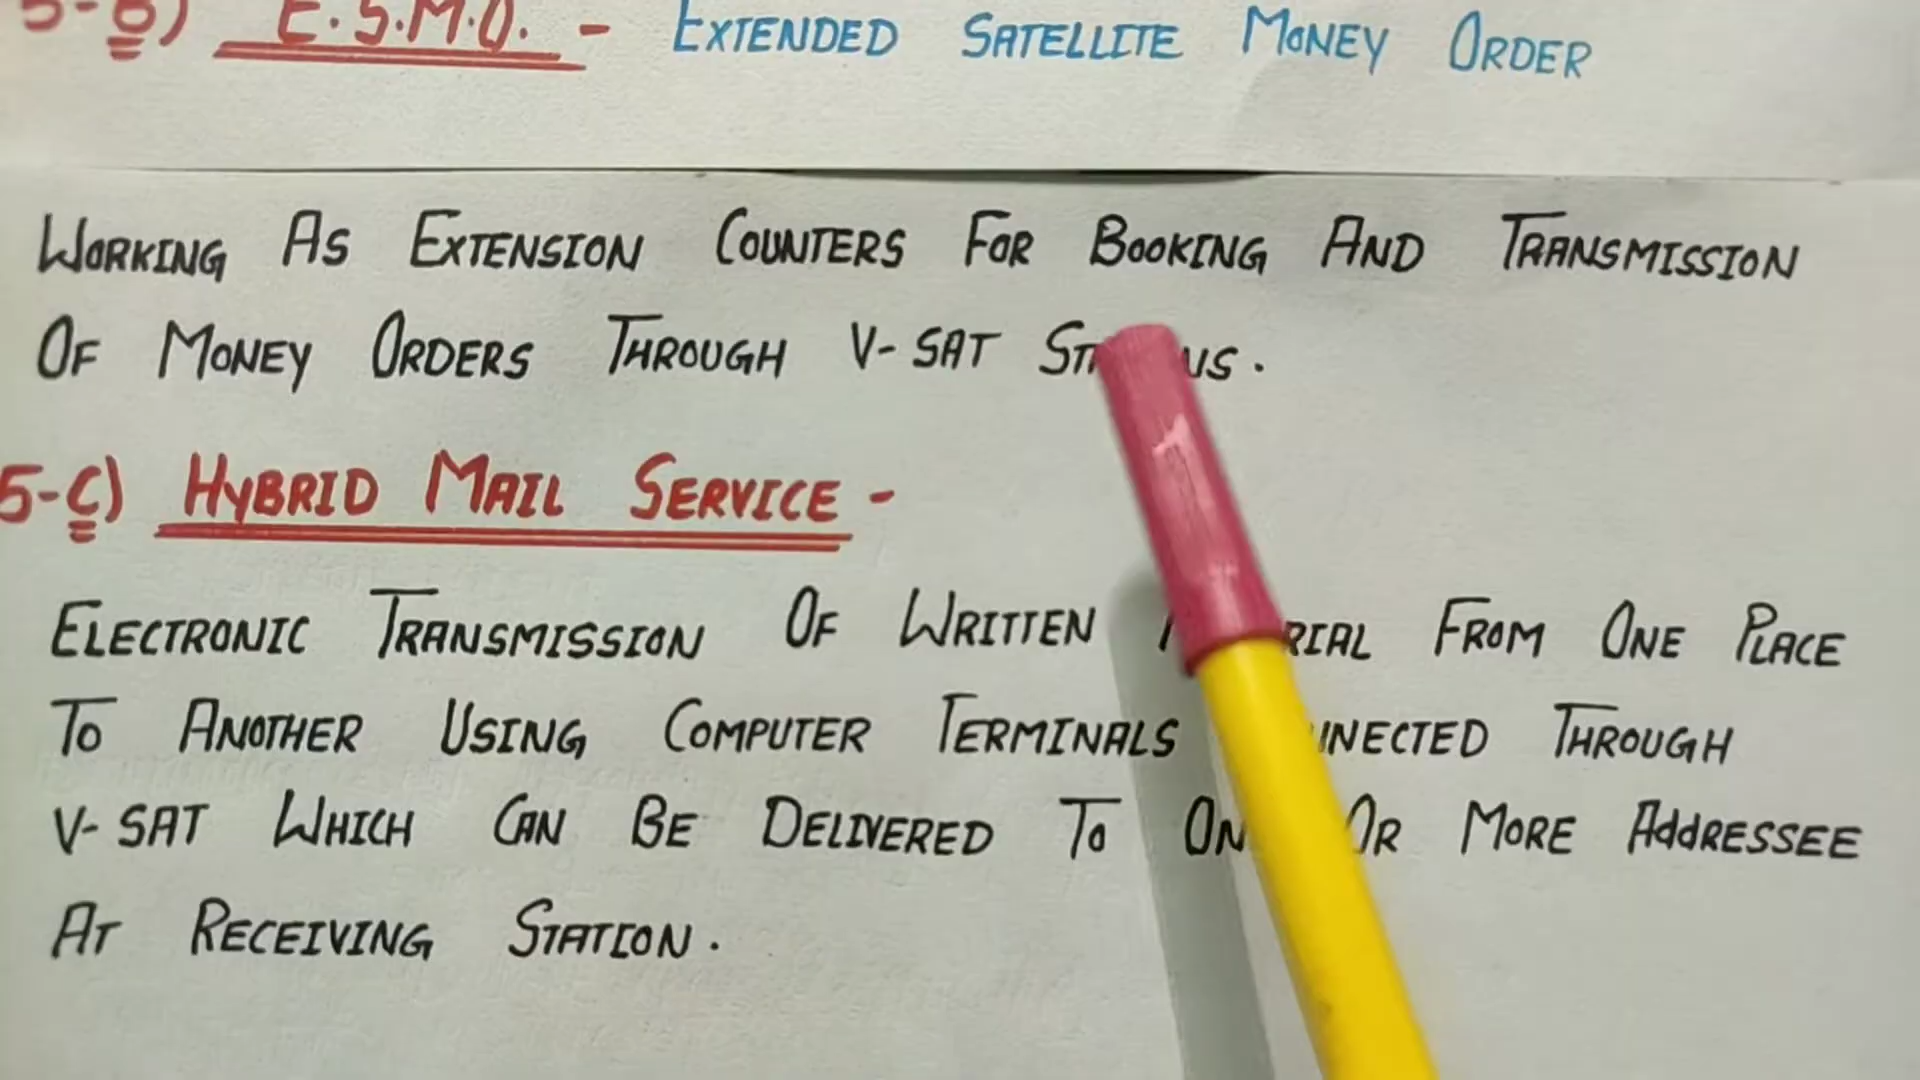 5-B) E.S.M.O. - EXTENDED SATELLITE MONEY ORDER
WORKING AS EXTENSION COUNTERS FOR BOOKING AND TRANSMISSION
OF MONEY ORDERS THROUGH V-SAT
5-C) HYBRID MAIL SERVICE -
ELECTRONIC TRANSMISSION OF WRITTEN FROM ONE PLACE
TO ANOTHER USING COMPUTER TERMINALS THROUGH
V-SAT WHICH CAN BE DELIVERED TO OR MORE ADDRESSEE
AT RECEIVING STATION.